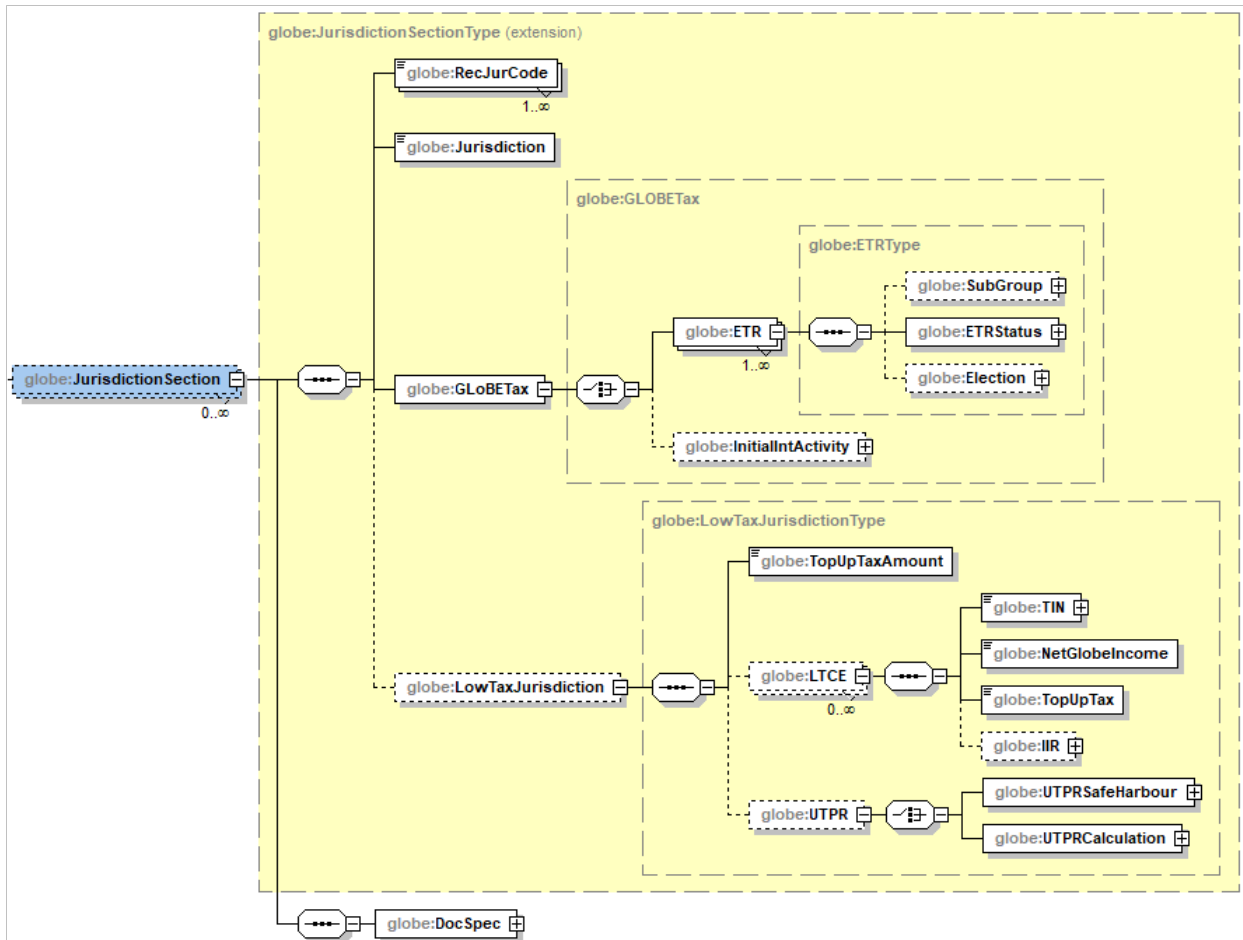 globe:JurisdictionSectionType (extension)
globe:RecJurCode
1..∞
globe:Jurisdiction
globe:GLOBETax
globe:ETRType
globe:SubGroup
globe:ETR
1..∞
globe:ETRStatus
globe:Election
globe:JurisdictionSection
0..∞
globe:GLoBETax
globe:InitialIntActivity
globe:LowTaxJurisdictionType
globe:TopUpTaxAmount
globe:TIN
globe:NetGlobeIncome
globe:LowTaxJurisdiction
globe:LTCE
0..∞
globe:TopUpTax
globe:IIR
globe:UTPR
globe:UTPRSafeHarbour
globe:UTPRCalculation
globe:DocSpec